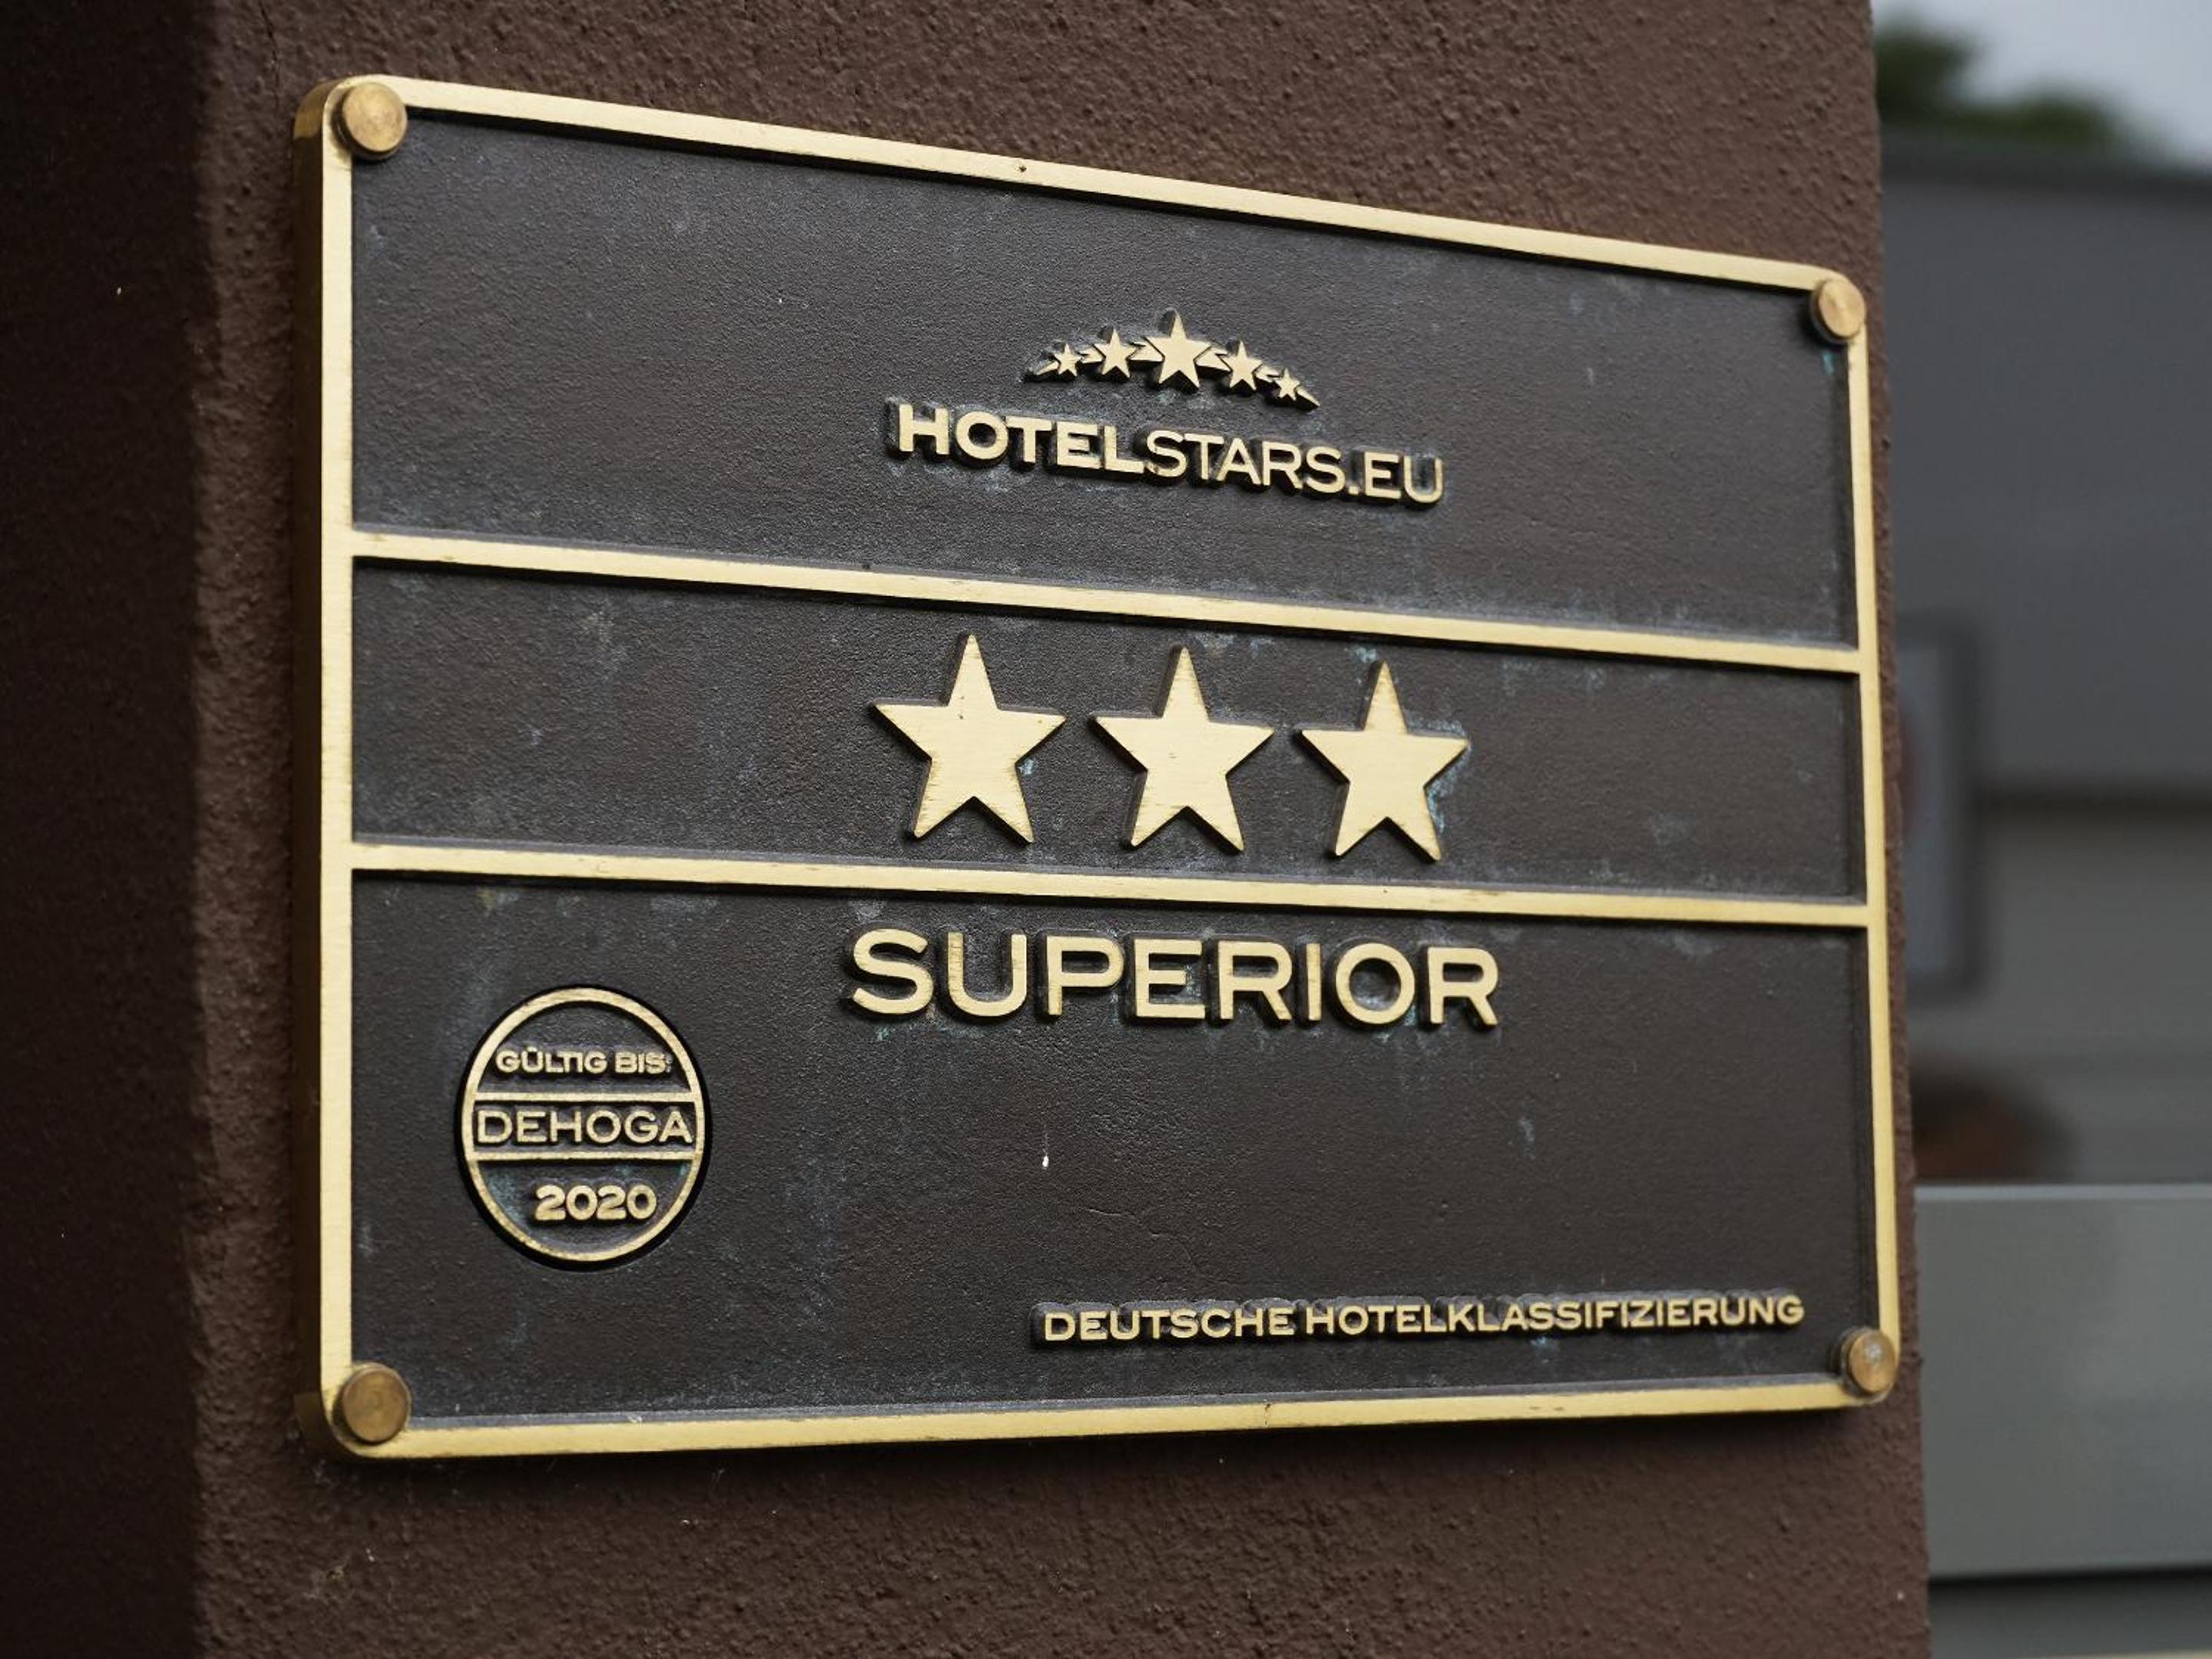 HOTELSTARS.EU
SUPERIOR
GÜLTIG BIS:
DEHOGA
2020
DEUTSCHE HOTELKLASSIFIZIERUNG